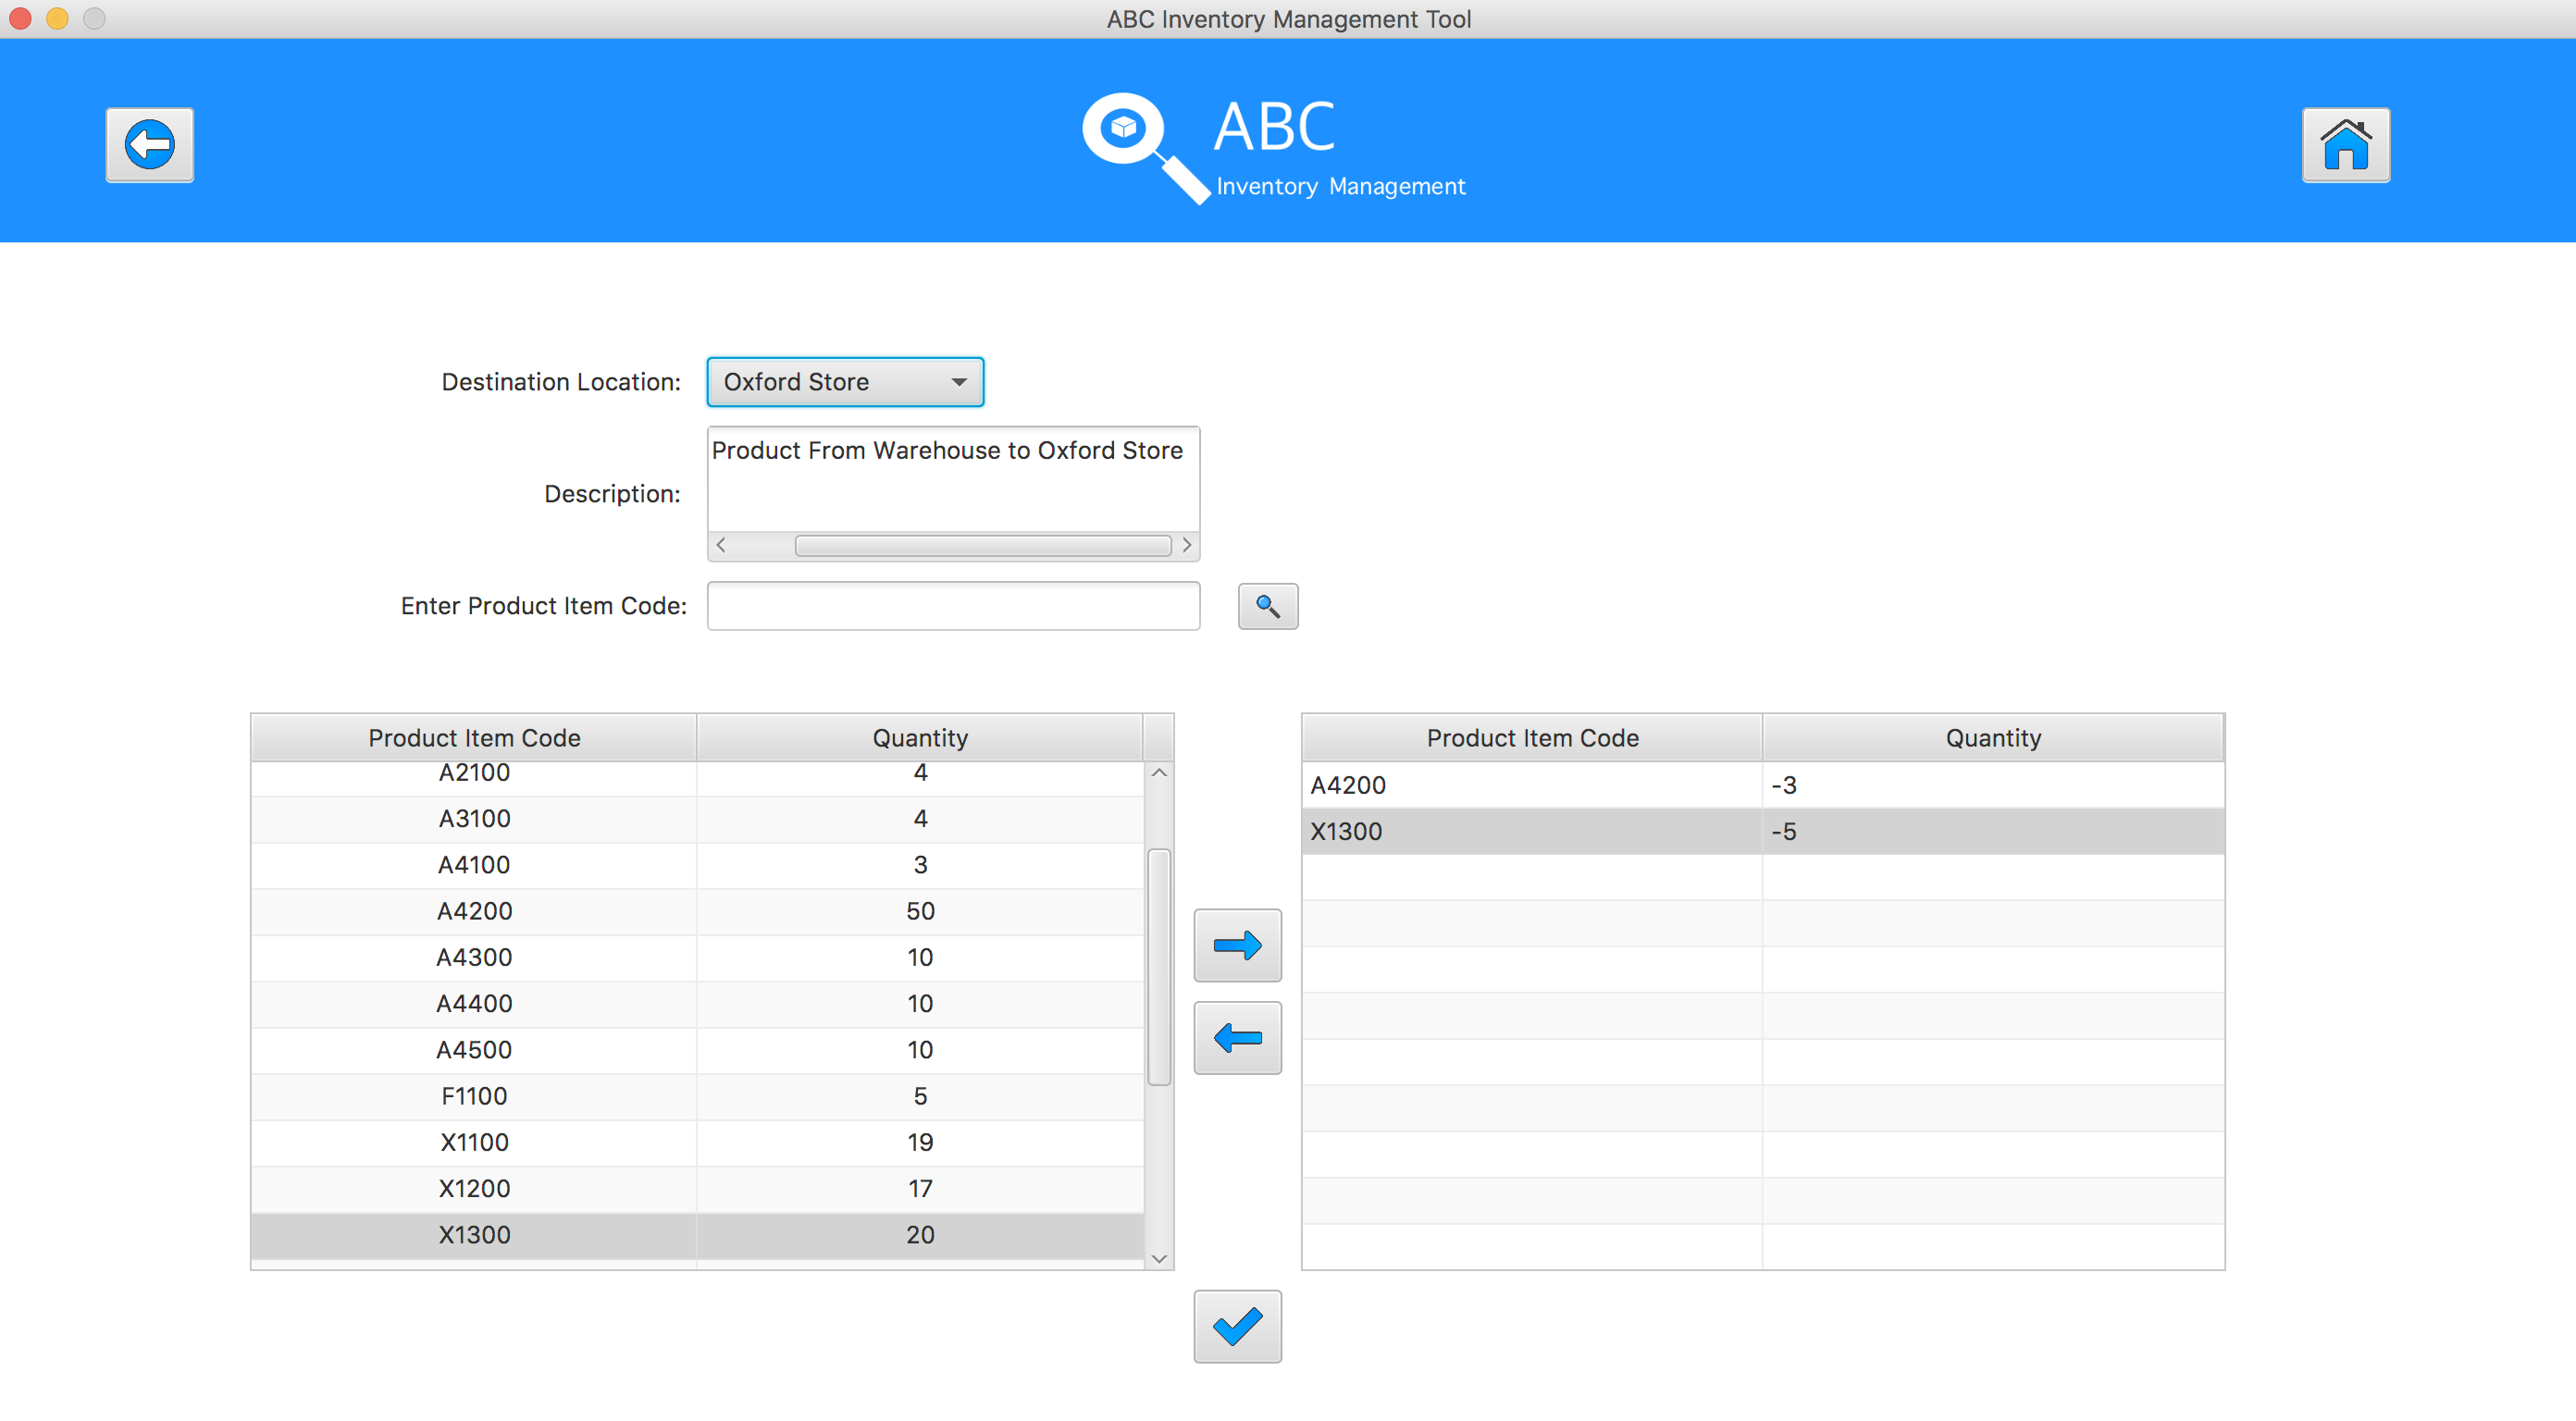 ABC Inventory Management Tool
ABC
Inventory Management
Destination Location: Oxford Store
Description: Product From Warehouse to Oxford Store
Enter Product Item Code:
Product Item Code Quantity
A2100 4
A3100 4
A4100 3
A4200 50
A4300 10
A4400 10
A4500 10
F1100 5
X1100 19
X1200 17
X1300 20
Product Item Code Quantity
A4200 -3
X1300 -5